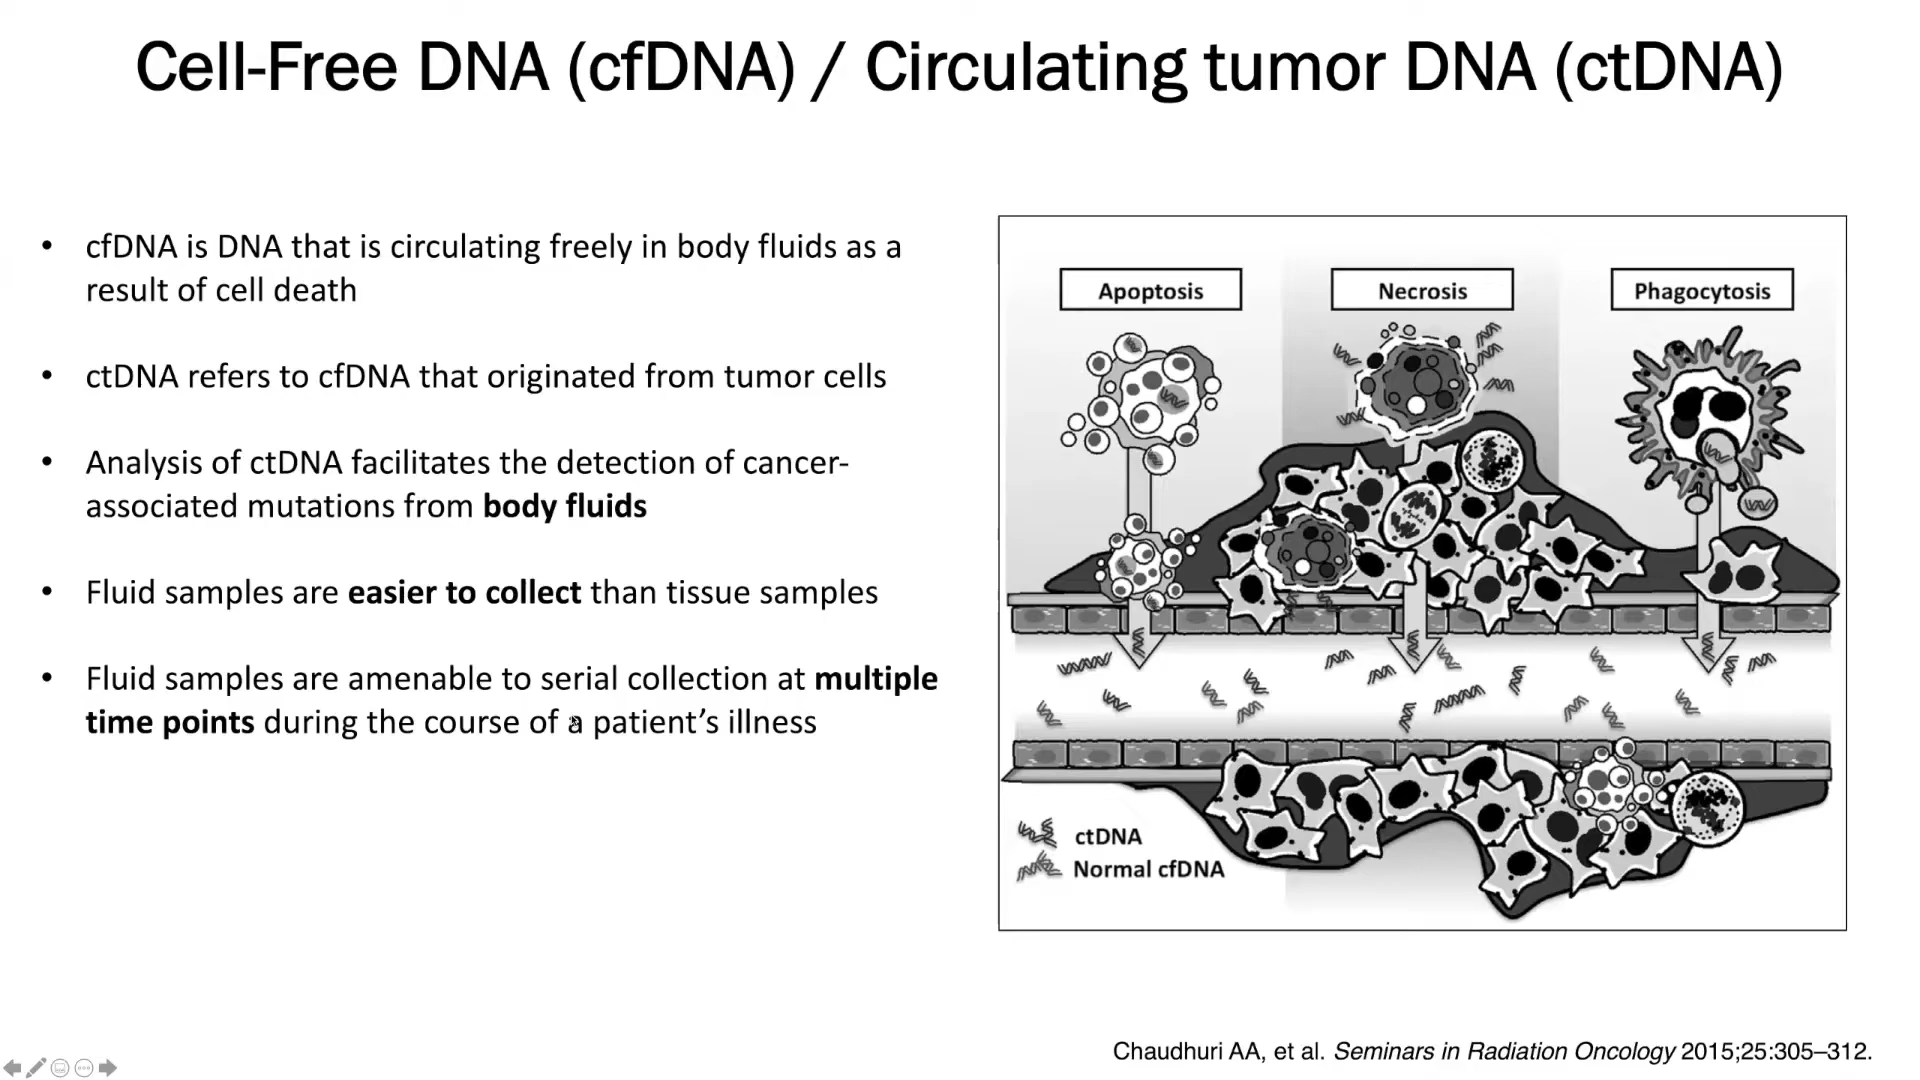 Cell-Free DNA (cfDNA) / Circulating tumor DNA (ctDNA)
• cfDNA is DNA that is circulating freely in body fluids as a
result of cell death
• ctDNA refers to cfDNA that originated from tumor cells
• Analysis of ctDNA facilitates the detection of cancer-
associated mutations from body fluids
• Fluid samples are easier to collect than tissue samples
• Fluid samples are amenable to serial collection at multiple
time points during the course of a patient’s illness
Apoptosis
Necrosis
Phagocytosis
ctDNA
Normal cfDNA
Chaudhuri AA, et al. Seminars in Radiation Oncology 2015;25:305–312.